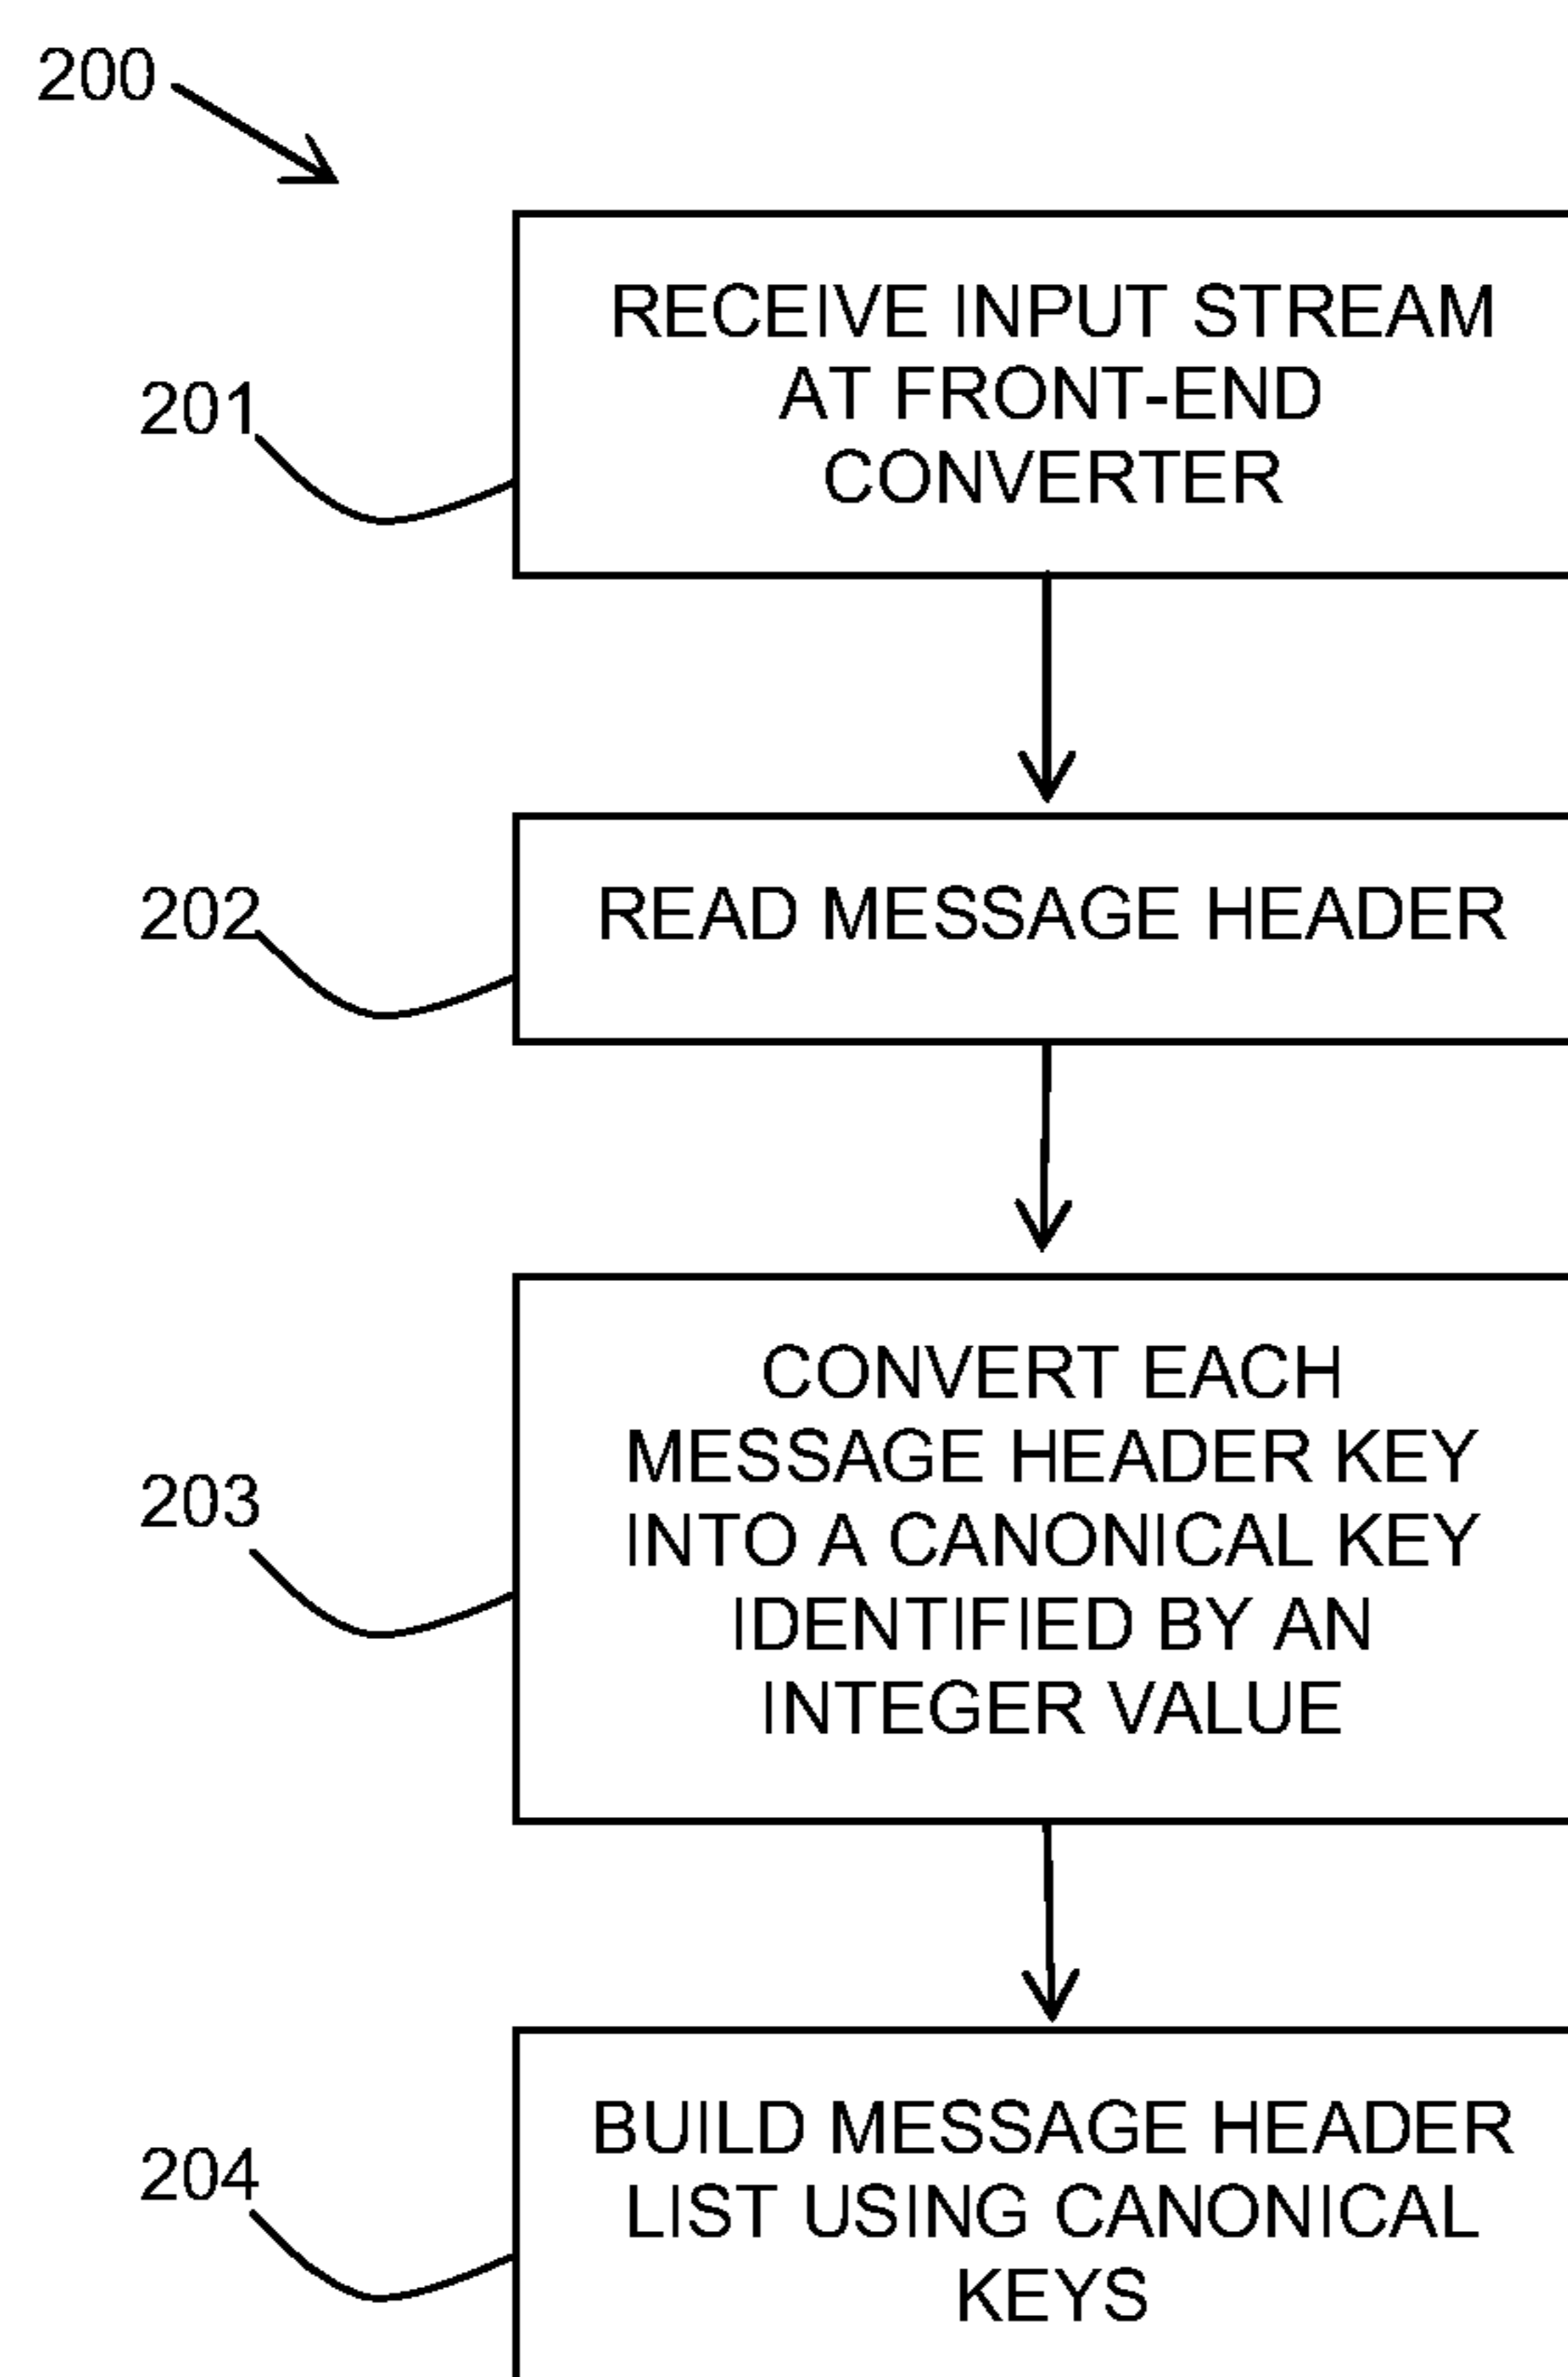 200
RECEIVE INPUT STREAM
AT FRONT-END
CONVERTER
201
READ MESSAGE HEADER
202
CONVERT EACH
MESSAGE HEADER KEY
INTO A CANONICAL KEY
IDENTIFIED BY AN
INTEGER VALUE
203
BUILD MESSAGE HEADER
LIST USING CANONICAL
KEYS
204